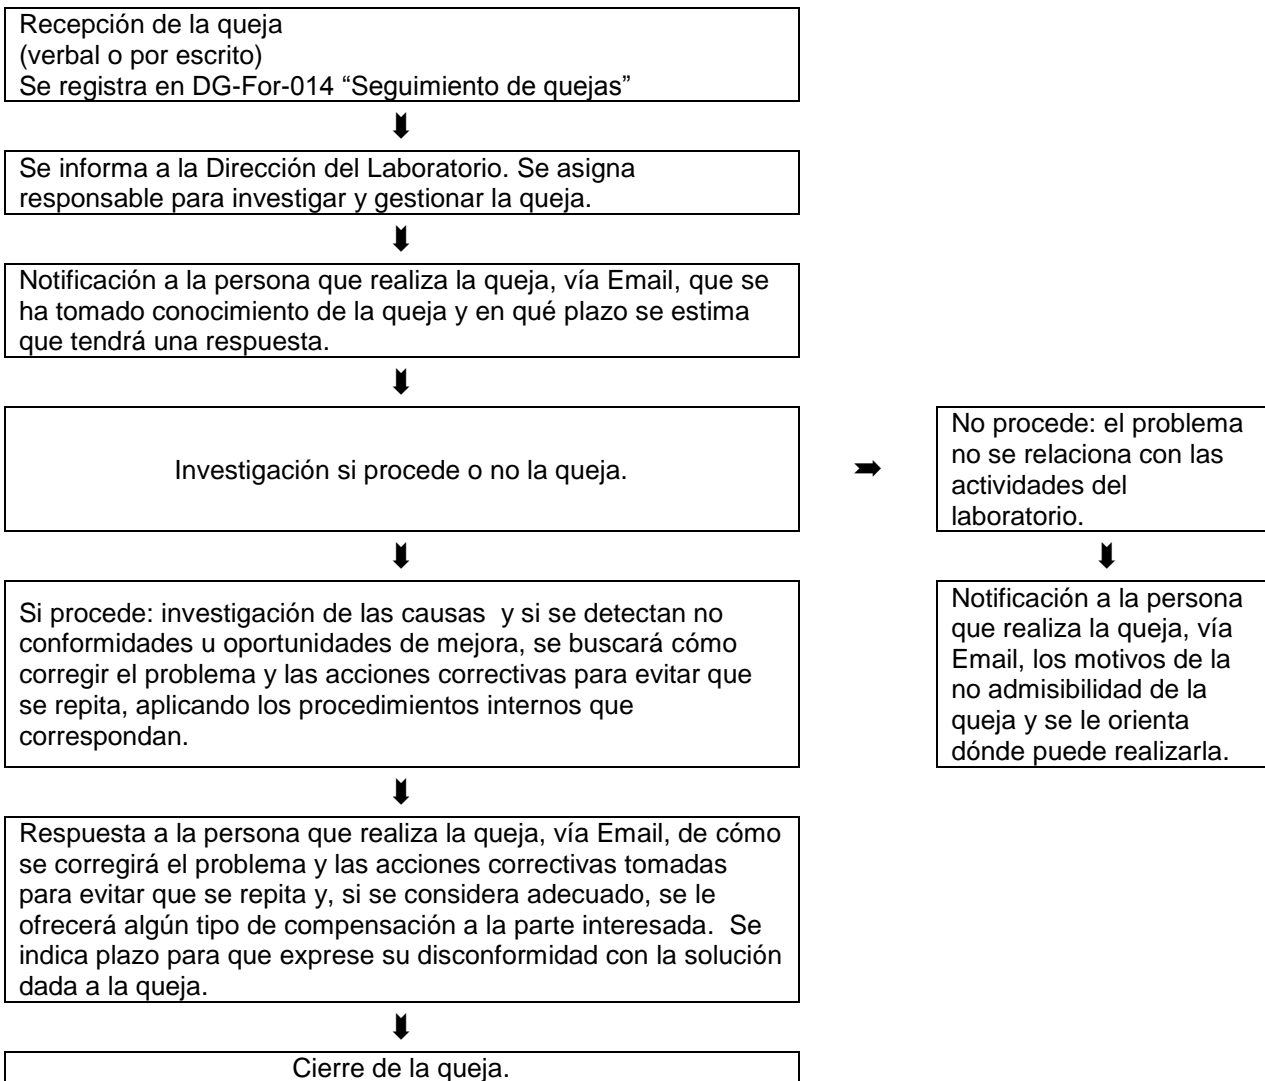 Recepción de la queja
(verbal o por escrito)
Se registra en DG-For-014 “Seguimiento de quejas”
Se informa a la Dirección del Laboratorio. Se asigna
responsable para investigar y gestionar la queja.
Notificación a la persona que realiza la queja, vía Email, que se
ha tomado conocimiento de la queja y en qué plazo se estima
que tendrá una respuesta.
Investigación si procede o no la queja.
No procede: el problema
no se relaciona con las
actividades del
laboratorio.
Si procede: investigación de las causas  y si se detectan no
conformidades u oportunidades de mejora, se buscará cómo
corregir el problema y las acciones correctivas para evitar que
se repita, aplicando los procedimientos internos que
correspondan.
Notificación a la persona
que realiza la queja, vía
Email, los motivos de la
no admisibilidad de la
queja y se le orienta
dónde puede realizarla.
Respuesta a la persona que realiza la queja, vía Email, de cómo
se corregirá el problema y las acciones correctivas tomadas
para evitar que se repita y, si se considera adecuado, se le
ofrecerá algún tipo de compensación a la parte interesada.  Se
indica plazo para que exprese su disconformidad con la solución
dada a la queja.
Cierre de la queja.